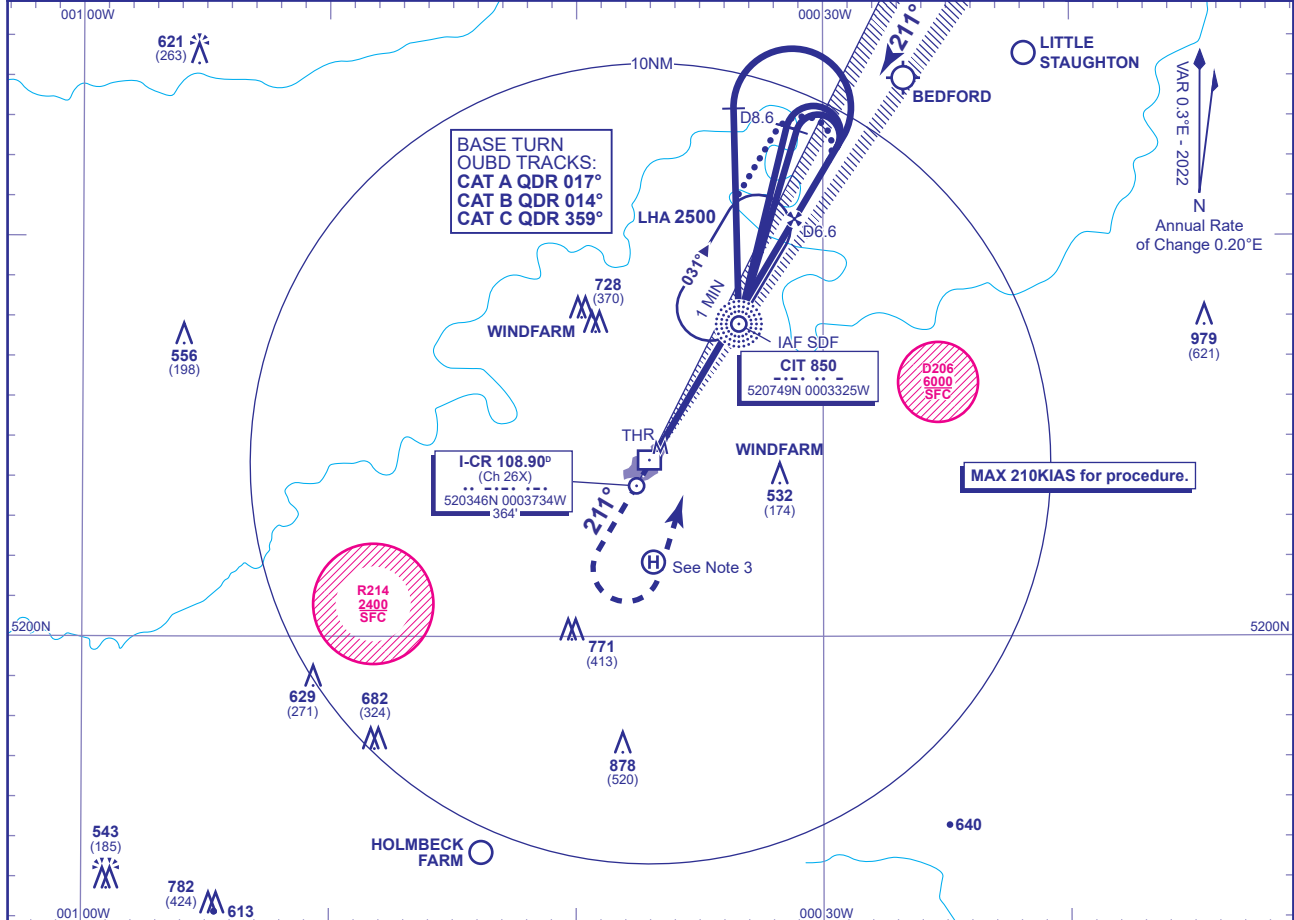 001 00W
000 30W
621
(263)
10NM
211°
LITTLE
STAUGHTON
BEDFORD
VAR 0.3°E - 2022
N
Annual Rate
of Change 0.20°E
D8.6
BASE TURN
OUBD TRACKS:
CAT A QDR 017°
CAT B QDR 014°
CAT C QDR 359°
LHA 2500
D6.6
031°
1 MIN
728
(370)
WINDFARM
556
(198)
979
(621)
IAF SDF
CIT 850
520749N 0003325W
D206
6000
SFC
THR
WINDFARM
532
(174)
I-CR 108.90ᴰ
(Ch 26X)
520346N 0003734W
364'
MAX 210KIAS for procedure.
211°
H
See Note 3
R214
2400
SFC
5200N
5200N
771
(413)
629
(271)
682
(324)
878
(520)
640
543
(185)
HOLMBECK
FARM
782
(424)
613
001 00W
000 30W